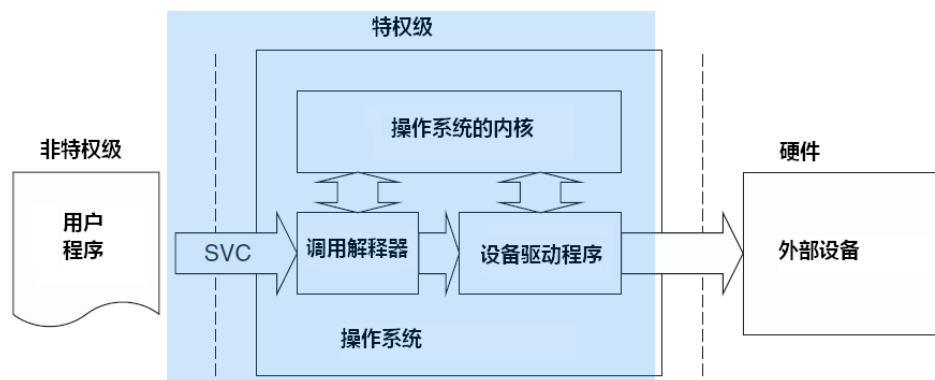 特权级
操作系统的内核
非特权级
硬件
用户
程序
SVC
调用解释器
设备驱动程序
外部设备
操作系统